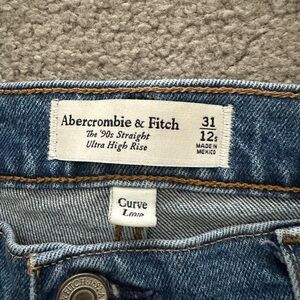 Abercrombie & Fitch
The '90s Straight
Ultra High Rise
31
12s
MADE IN
MEXICO
Curve
Love